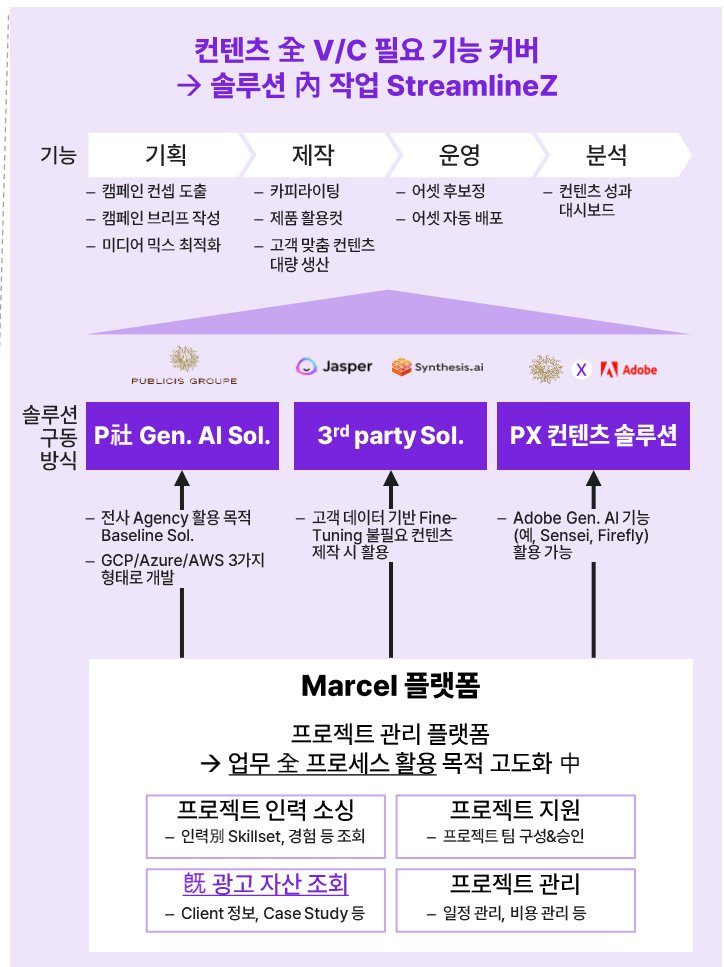 컨텐츠 全 V/C 필요 기능 커버
→ 솔루션 內 작업 StreamlineZ
기능
기획
제작
운영
분석
– 캠페인 컨셉 도출
– 캠페인 브리프 작성
– 미디어 믹스 최적화
– 카피라이팅
– 제품 활용컷
– 고객 맞춤 컨텐츠
대량 생산
– 어셋 후보정
– 어셋 자동 배포
– 컨텐츠 성과
대시보드
PUBLICIS GROUPE
Jasper
Synthesis.ai
X
Adobe
솔루션
구동
방식
P社 Gen. AI Sol.
3rd party Sol.
PX 컨텐츠 솔루션
– 전사 Agency 활용 목적
Baseline Sol.
– GCP/Azure/AWS 3가지
형태로 개발
– 고객 데이터 기반 Fine-
Tuning 불필요 컨텐츠
제작 시 활용
– Adobe Gen. AI 기능
(예, Sensei, Firefly)
활용 가능
Marcel 플랫폼
프로젝트 관리 플랫폼
→ 업무 全 프로세스 활용 목적 고도화 中
프로젝트 인력 소싱
– 인력別 Skillset, 경험 등 조회
프로젝트 지원
– 프로젝트 팀 구성&승인
旣 광고 자산 조회
– Client 정보, Case Study 등
프로젝트 관리
– 일정 관리, 비용 관리 등